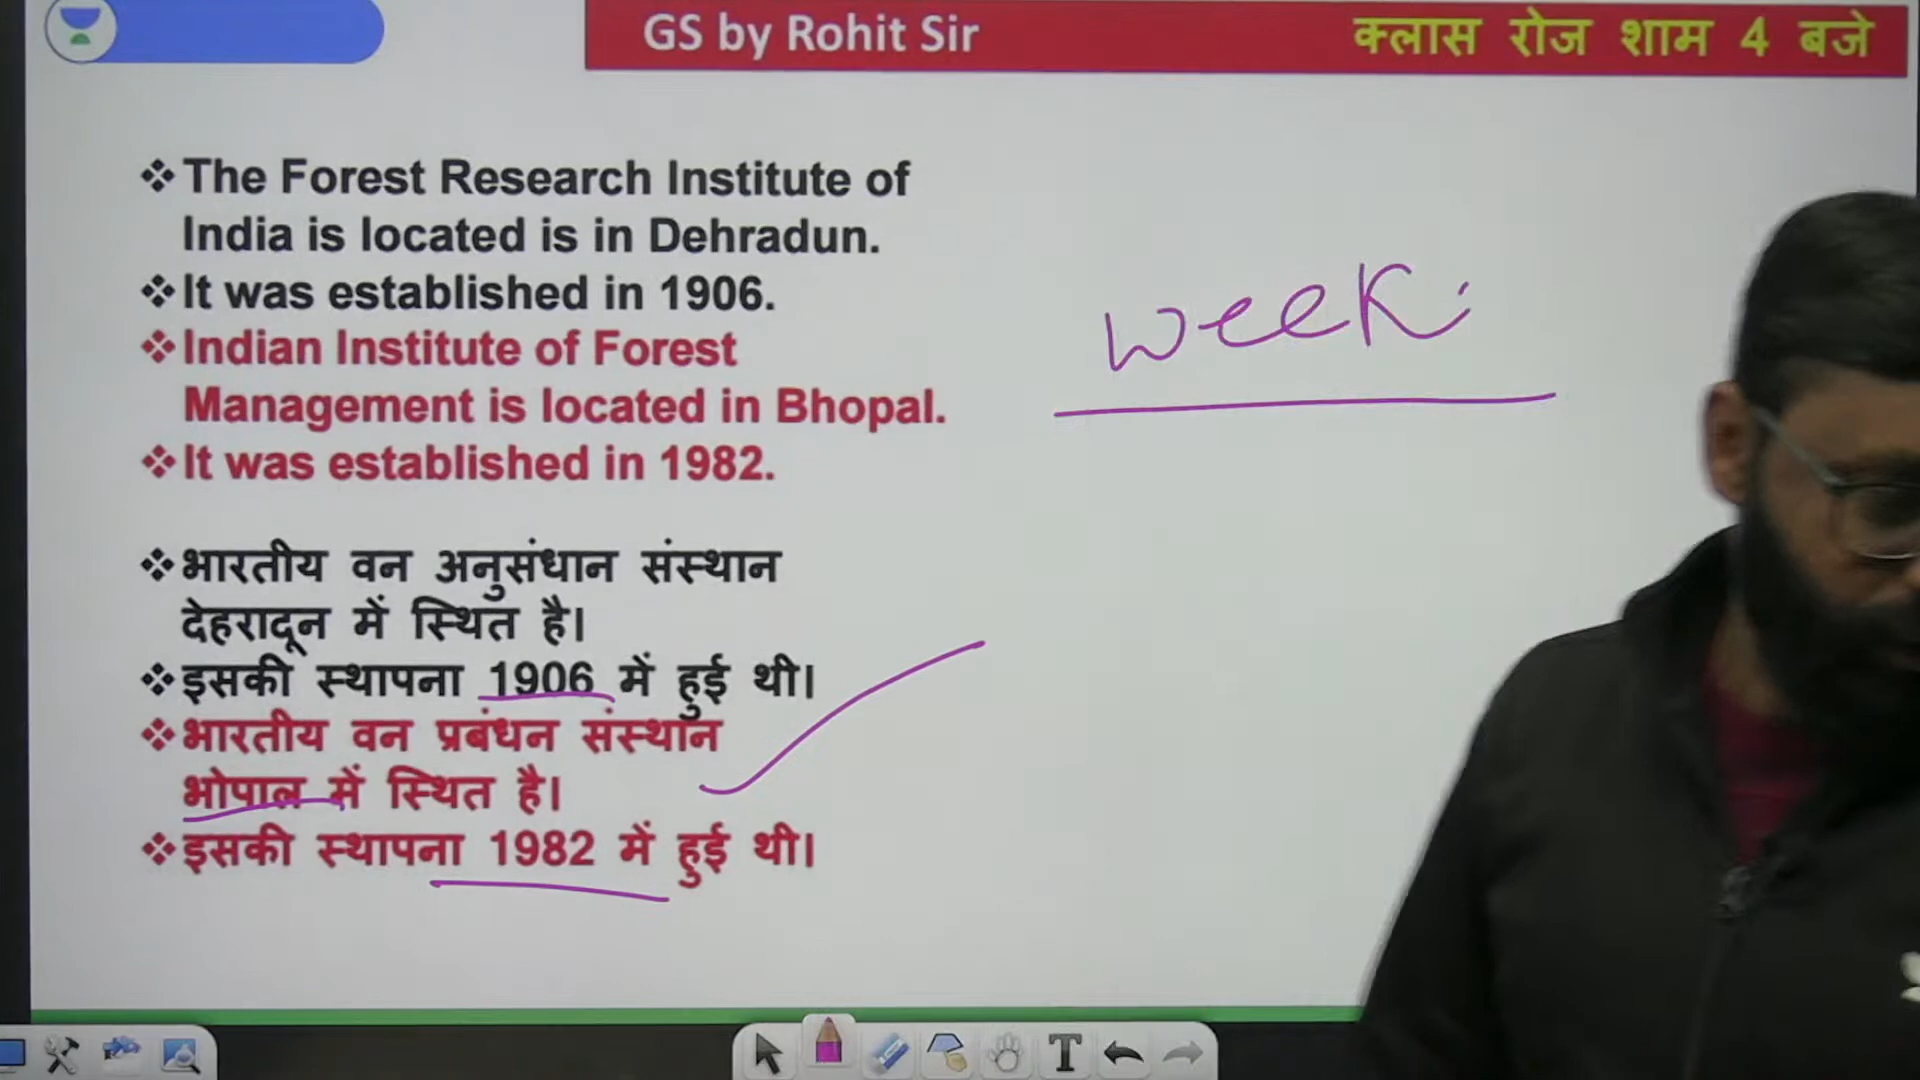 GS by Rohit Sir
क्लास रोज शाम 4 बजे
❖The Forest Research Institute of
India is located is in Dehradun.
❖It was established in 1906.
❖Indian Institute of Forest
Management is located in Bhopal.
❖It was established in 1982.
week
❖भारतीय वन अनुसंधान संस्थान
देहरादून में स्थित है।
❖इसकी स्थापना 1906 में हुई थी।
❖भारतीय वन प्रबंधन संस्थान
भोपाल में स्थित है।
❖इसकी स्थापना 1982 में हुई थी।
T